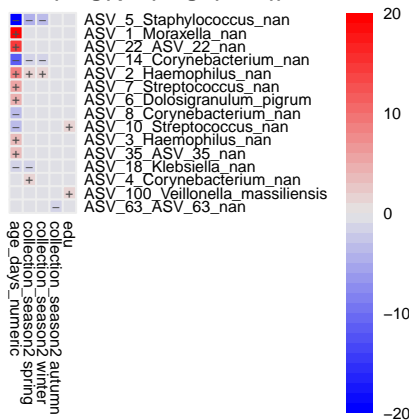 ASV_5_Staphylococcus_nan
ASV_1_Moraxella_nan
ASV_22_ASV_22_nan
ASV_14_Corynebacterium_nan
ASV_2_Haemophilus_nan
ASV_7_Streptococcus_nan
ASV_6_Dolosigranulum_pigrum
ASV_8_Corynebacterium_nan
ASV_10_Streptococcus_nan
ASV_3_Haemophilus_nan
ASV_35_ASV_35_nan
ASV_18_Klebsiella_nan
ASV_4_Corynebacterium_nan
ASV_100_Veillonella_massiliensis
ASV_63_ASV_63_nan
age_days_numeric
collection_season2 spring
collection_season2 winter
collection_season2 autumn
edu
20
10
0
−10
−20